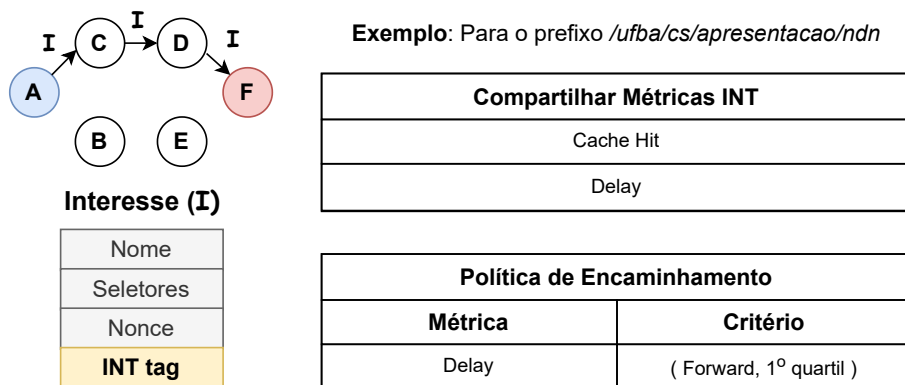 I
C
I
D
I
A
F
B
E
Interesse (I)
Nome
Seletores
Nonce
INT tag
Exemplo: Para o prefixo /ufba/cs/apresentacao/ndn
Compartilhar Métricas INT
Cache Hit
Delay
Política de Encaminhamento
Métrica Critério
Delay ( Forward, 1º quartil )